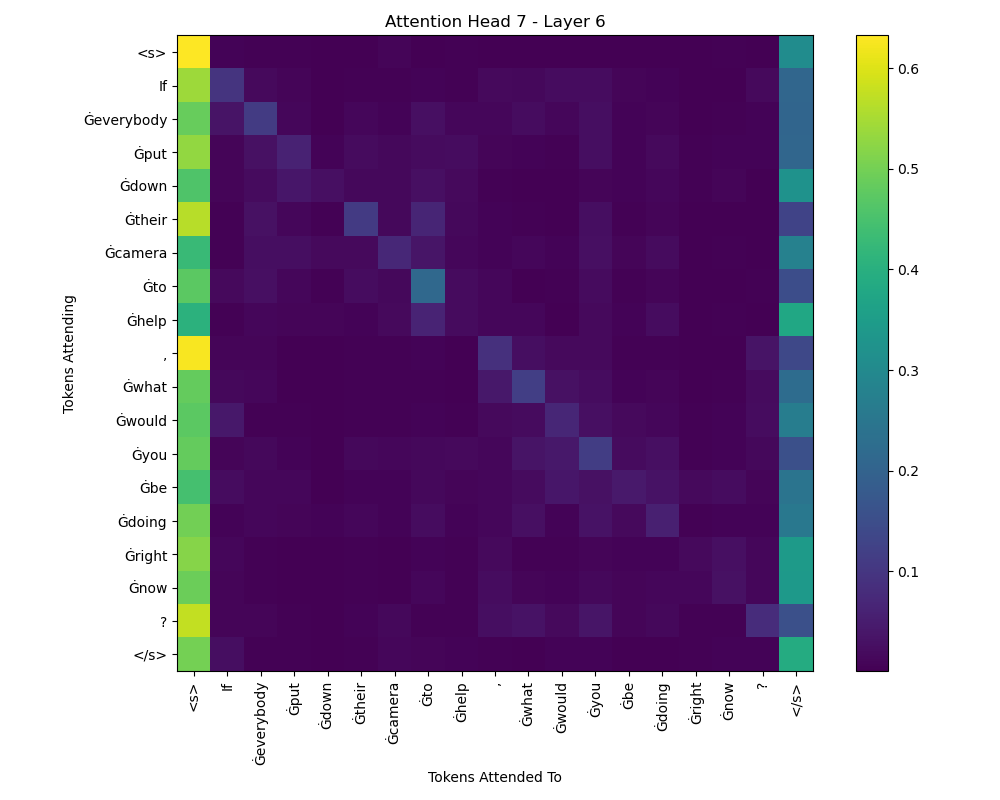 Attention Head 7 - Layer 6
Tokens Attending
<s>
If
Ġeverybody
Ġput
Ġdown
Ġtheir
Ġcamera
Ġto
Ġhelp
,
Ġwhat
Ġwould
Ġyou
Ġbe
Ġdoing
Ġright
Ġnow
?
</s>
<s>
If
Ġeverybody
Ġput
Ġdown
Ġtheir
Ġcamera
Ġto
Ġhelp
,
Ġwhat
Ġwould
Ġyou
Ġbe
Ġdoing
Ġright
Ġnow
?
</s>
Tokens Attended To
0.6
0.5
0.4
0.3
0.2
0.1